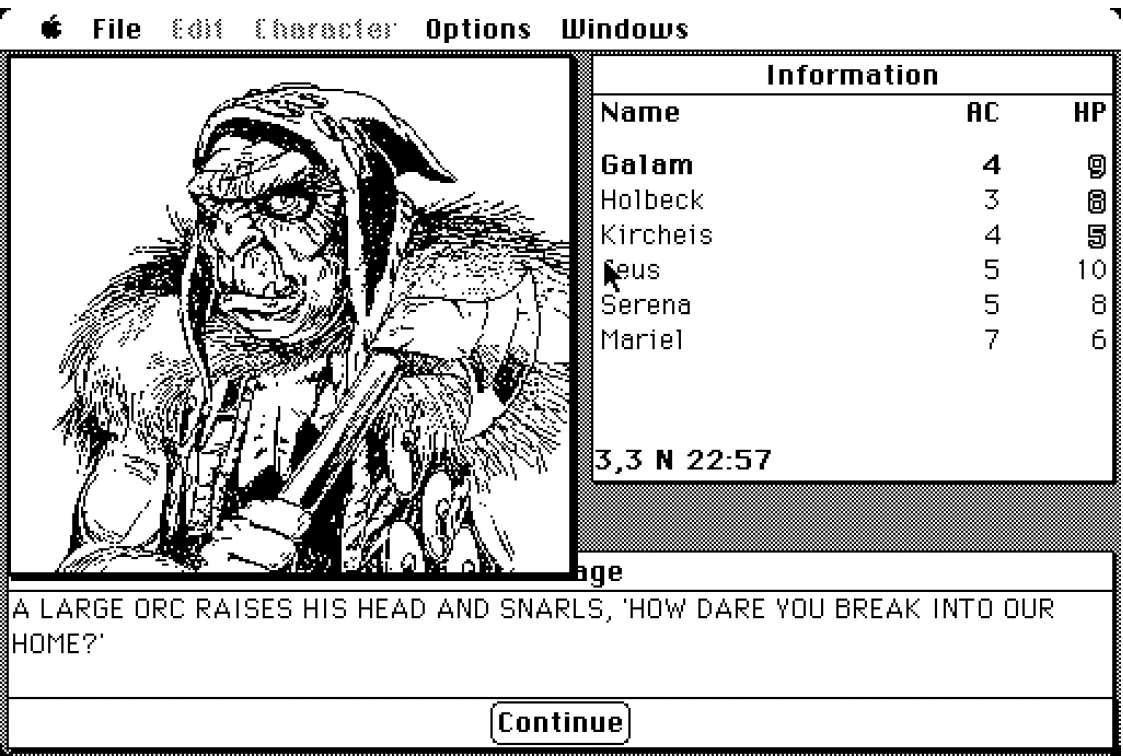 File Edit Character Options Windows
Information
Name AC HP
Galam 4 9
Holbeck 3 8
Kircheis 4 5
eus 5 10
Serena 5 8
Mariel 7 6
3,3 N 22:57
age
A LARGE ORC RAISES HIS HEAD AND SNARLS, 'HOW DARE YOU BREAK INTO OUR
HOME?'
Continue